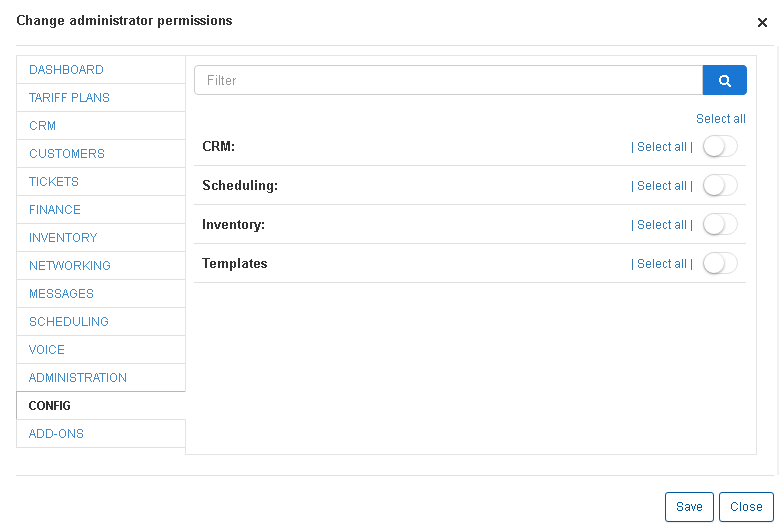 Change administrator permissions
DASHBOARD
TARIFF PLANS
CRM
CUSTOMERS
TICKETS
FINANCE
INVENTORY
NETWORKING
MESSAGES
SCHEDULING
VOICE
ADMINISTRATION
CONFIG
ADD-ONS
Filter
Select all
CRM: | Select all |
Scheduling: | Select all |
Inventory: | Select all |
Templates | Select all |
Save Close